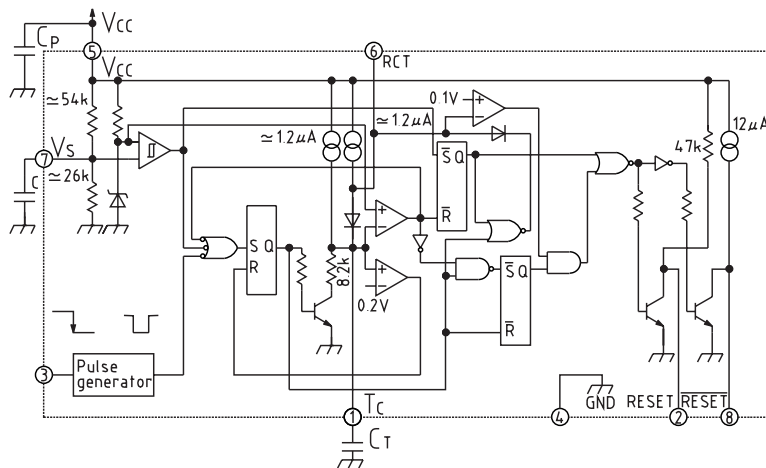 Vcc
CP
5
6
Vcc
RCT
≃54k
0.1V
≃1.2μA
≃1.2μA
12μA
47k
7
Vs
C
≃26k
S̅ Q
R̅
S Q
R
8.2k
0.2V
S̅ Q
R̅
3
Pulse
generator
Tc
1
CT
4
GND
RESET
R̅E̅S̅E̅T̅
2
8